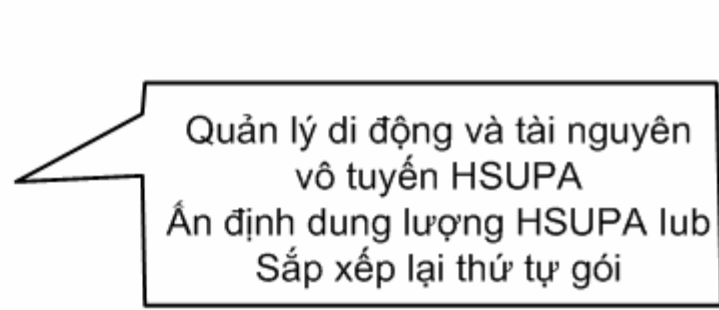 Quản lý di động và tài nguyên
vô tuyến HSUPA
Ấn định dung lượng HSUPA lub
Sắp xếp lại thứ tự gói